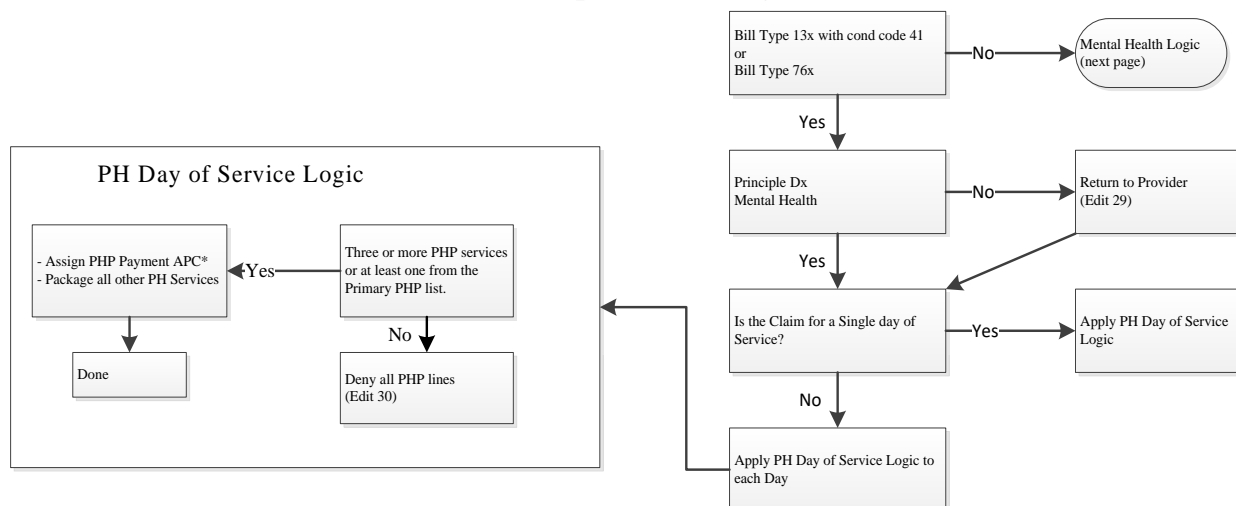 Bill Type 13x with cond code 41
or
Bill Type 76x
No
Mental Health Logic
(next page)
Yes
Principle Dx
Mental Health
No
Return to Provider
(Edit 29)
Yes
Is the Claim for a Single day of
Service?
Yes
Apply PH Day of Service
Logic
No
Apply PH Day of Service Logic to
each Day
PH Day of Service Logic
Three or more PHP services
or at least one from the
Primary PHP list.
Yes
- Assign PHP Payment APC*
- Package all other PH Services
No
Done
Deny all PHP lines
(Edit 30)